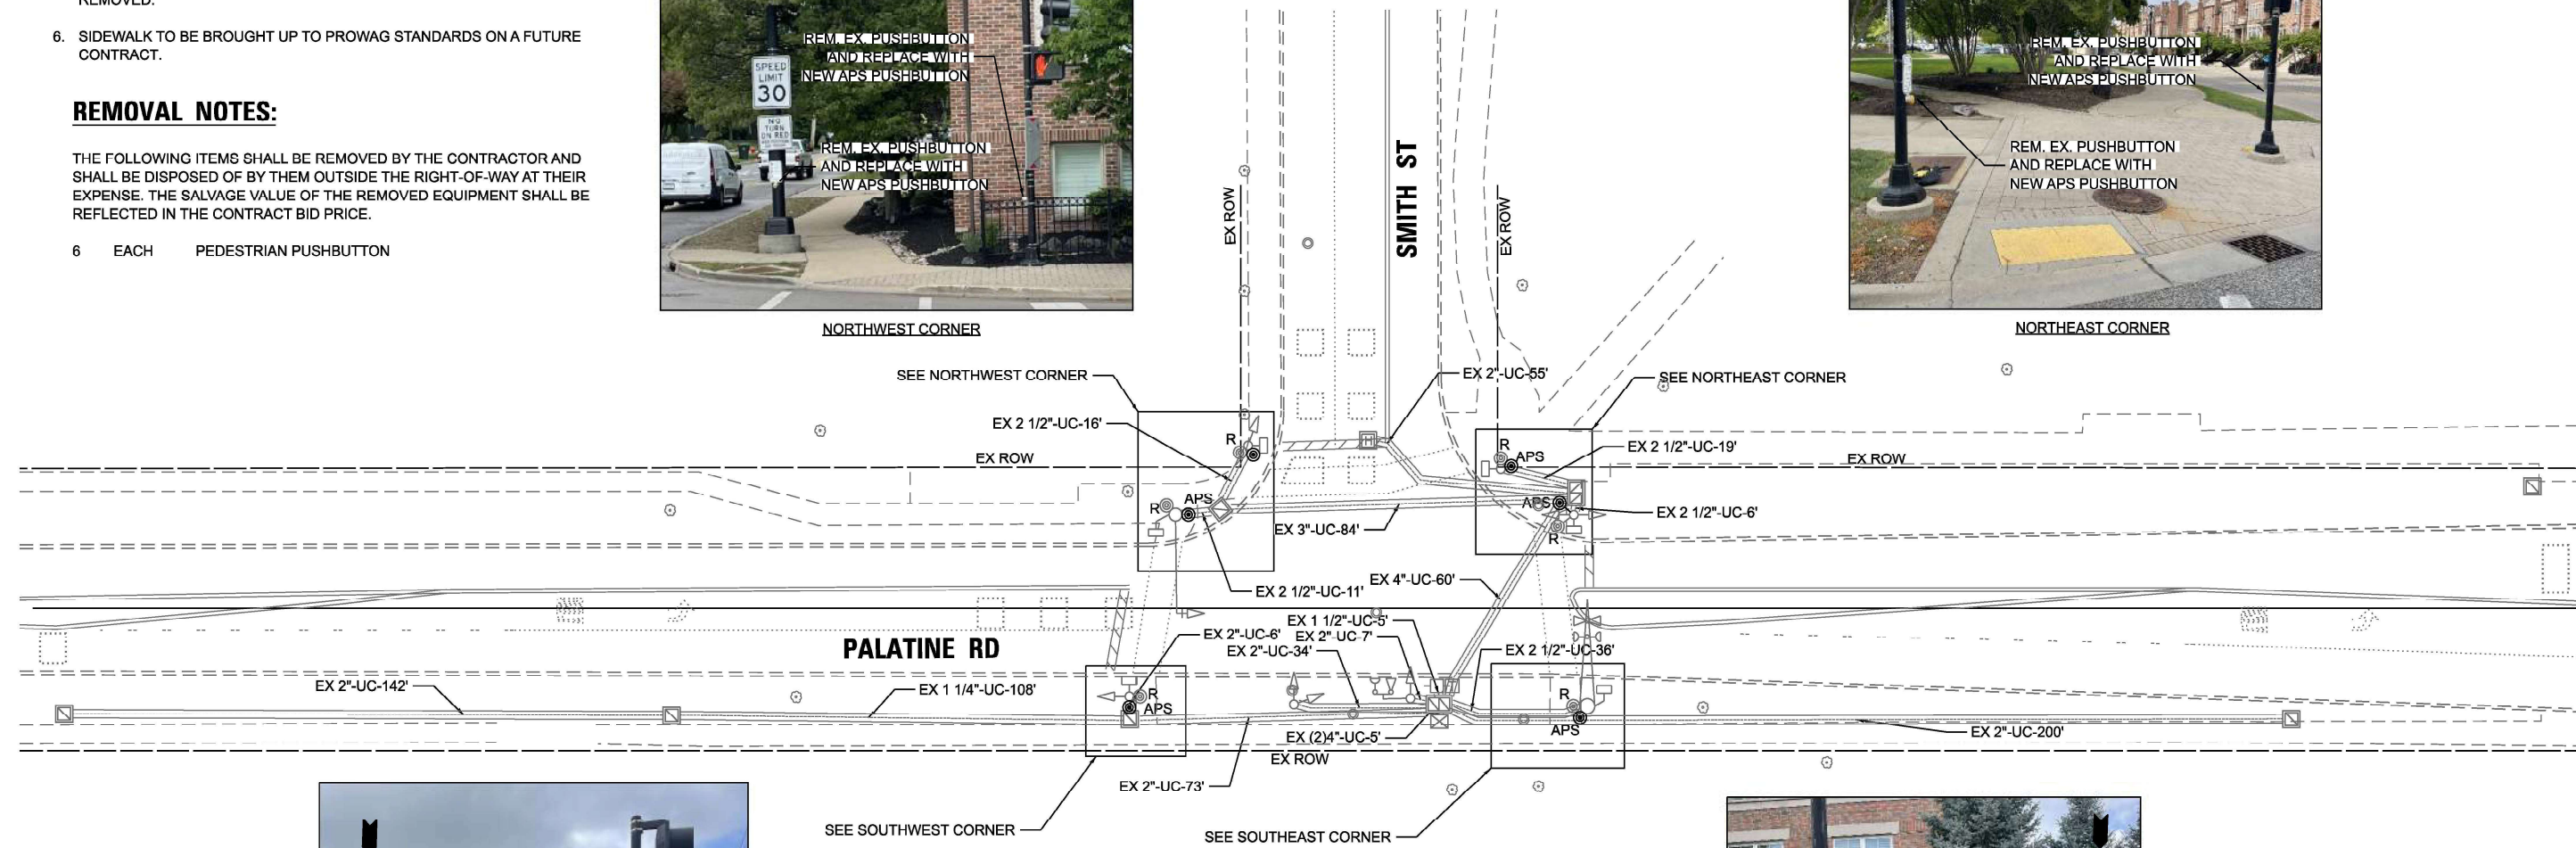 REMOVED.
6. SIDEWALK TO BE BROUGHT UP TO PROWAG STANDARDS ON A FUTURE
CONTRACT.
REMOVAL NOTES:
THE FOLLOWING ITEMS SHALL BE REMOVED BY THE CONTRACTOR AND
SHALL BE DISPOSED OF BY THEM OUTSIDE THE RIGHT-OF-WAY AT THEIR
EXPENSE. THE SALVAGE VALUE OF THE REMOVED EQUIPMENT SHALL BE
REFLECTED IN THE CONTRACT BID PRICE.
6 EACH PEDESTRIAN PUSHBUTTON
REM. EX. PUSHBUTTON
AND REPLACE WITH
NEW APS PUSHBUTTON
SPEED
LIMIT
30
NO
TURN
ON RED
REM. EX. PUSHBUTTON
AND REPLACE WITH
NEW APS PUSHBUTTON
NORTHWEST CORNER
REM. EX. PUSHBUTTON
AND REPLACE WITH
NEW APS PUSHBUTTON
REM. EX. PUSHBUTTON
AND REPLACE WITH
NEW APS PUSHBUTTON
NORTHEAST CORNER
EX ROW
SMITH ST
EX ROW
SEE NORTHWEST CORNER
EX 2"-UC-55'
SEE NORTHEAST CORNER
EX 2 1/2"-UC-16'
R
H
R
APS
EX 2 1/2"-UC-19'
EX ROW
EX ROW
R
APS
APS
EX 2 1/2"-UC-6'
EX 3"-UC-84'
R
EX 2 1/2"-UC-11'
EX 4"-UC-60'
EX 1 1/2"-UC-5'
EX 2"-UC-6'
EX 2"-UC-7'
PALATINE RD
EX 2"-UC-34'
EX 2 1/2"-UC-36'
EX 2"-UC-142'
EX 1 1/4"-UC-108'
R
APS
R
APS
EX (2)4"-UC-5'
EX 2"-UC-200'
EX ROW
EX 2"-UC-73'
SEE SOUTHWEST CORNER
SEE SOUTHEAST CORNER